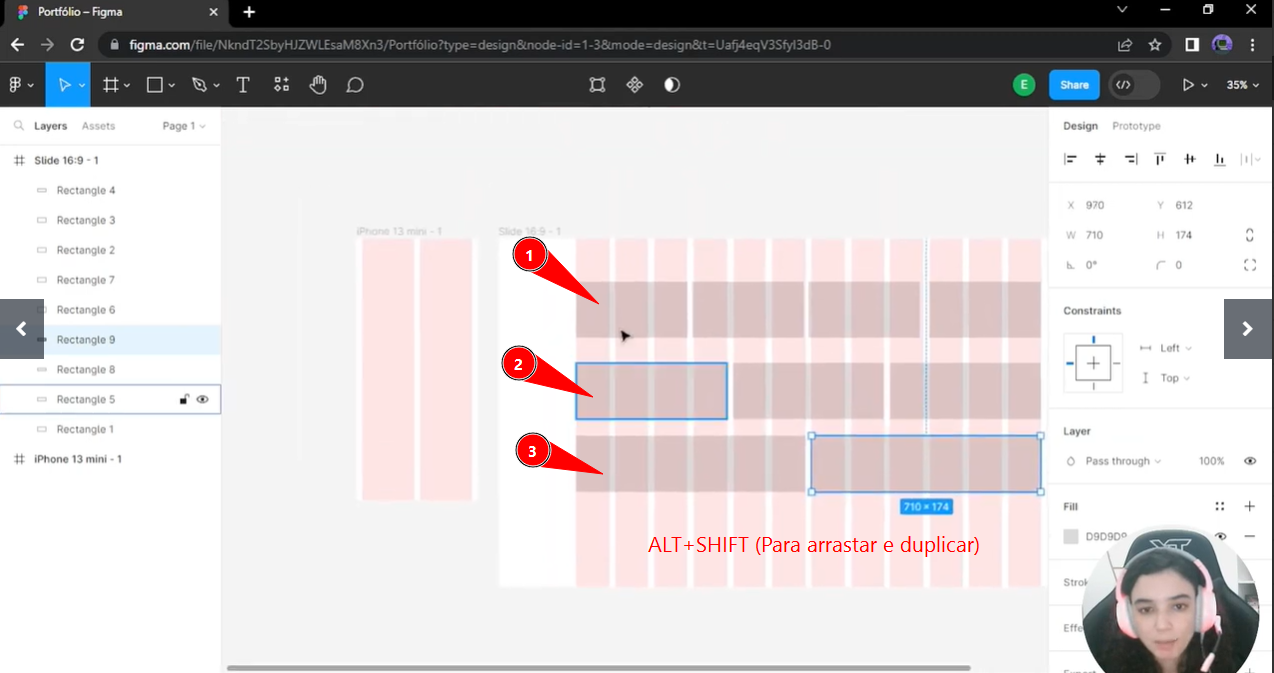 Portfólio – Figma
figma.com/file/NkndT2SbyHJZWLEsaM8Xn3/Portfólio?type=design&node-id=1-3&mode=design&t=Uafj4eqV3SfyI3dB-0
E
Share
35%
Layers Assets Page 1
Design Prototype
Slide 16:9 - 1
Rectangle 4
Rectangle 3
Rectangle 2
Rectangle 7
Rectangle 6
Rectangle 9
Rectangle 8
Rectangle 5
Rectangle 1
iPhone 13 mini - 1
iPhone 13 mini - 1
Slide 16:9 - 1
1
2
3
710 × 174
ALT+SHIFT (Para arrastar e duplicar)
X 970 Y 612
W 710 H 174
0° 0
Constraints
Left
Top
Layer
Pass through 100%
Fill
D9D9D9